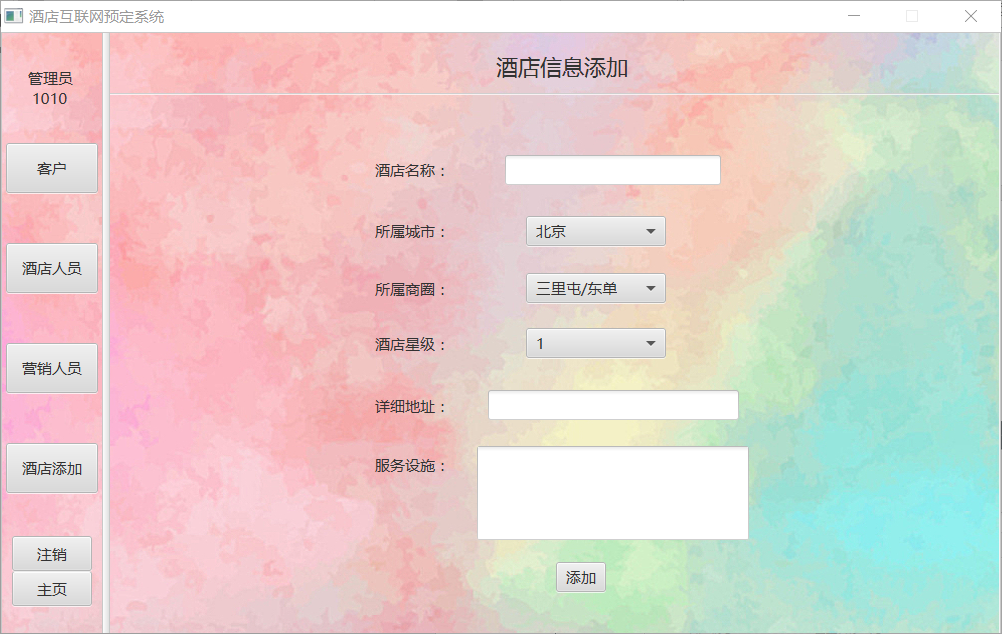 酒店互联网预定系统
管理员
1010
客户
酒店人员
营销人员
酒店添加
注销
主页
酒店信息添加
酒店名称：
所属城市： 北京
所属商圈： 三里屯/东单
酒店星级： 1
详细地址：
服务设施：
添加